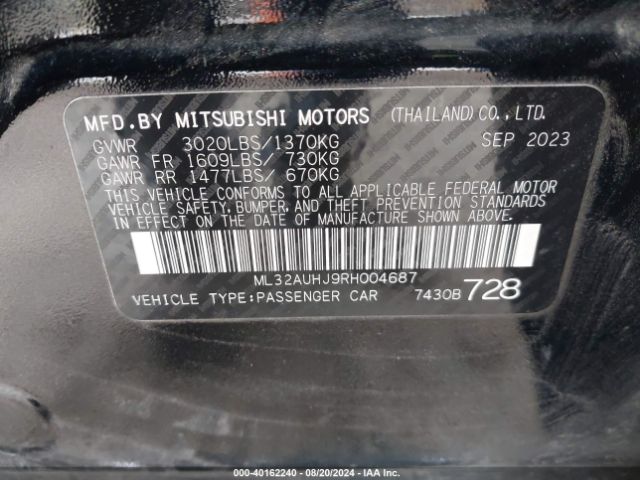 MFD.BY MITSUBISHI MOTORS (THAILAND)CO.,LTD.
GVWR 3020LBS/1370KG SEP 2023
GAWR FR 1609LBS/ 730KG
GAWR RR 1477LBS/ 670KG
THIS VEHICLE CONFORMS TO ALL APPLICABLE FEDERAL MOTOR
VEHICLE SAFETY, BUMPER, AND THEFT PREVENTION STANDARDS
IN EFFECT ON THE DATE OF MANUFACTURE SHOWN ABOVE.
ML32AUHJ9RH004687
VEHICLE TYPE:PASSENGER CAR 7430B 728
000-40162240 - 08/20/2024 - IAA Inc.